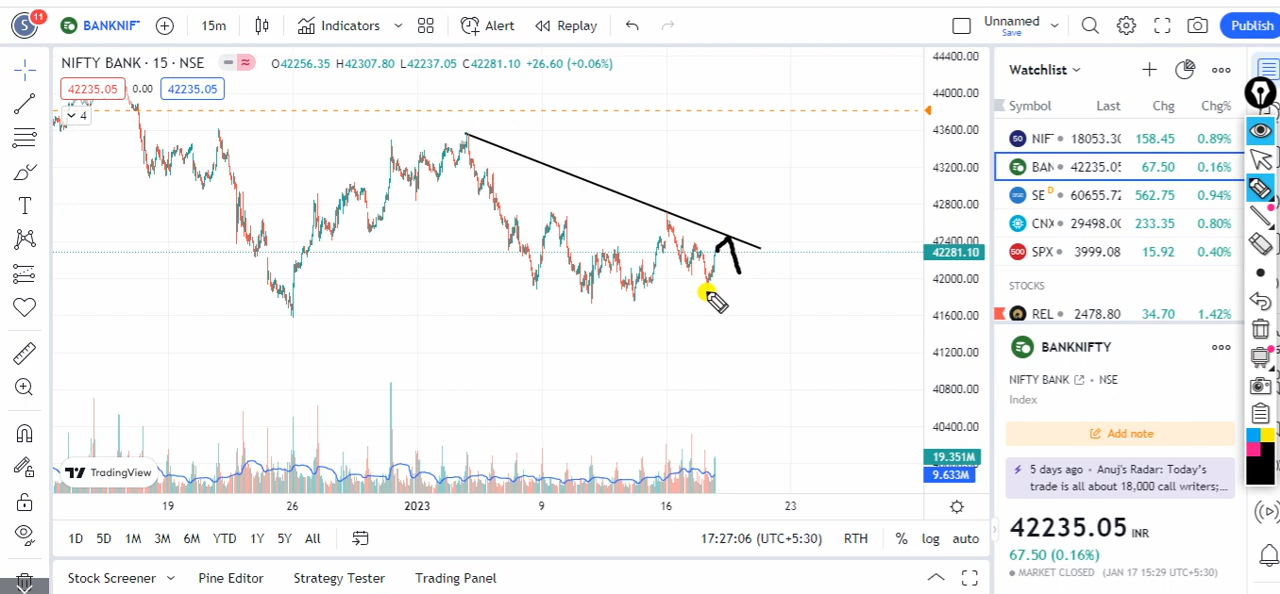 S 11 BANKNIF 15m Indicators Alert Replay Unnamed Save Publish
NIFTY BANK · 15 · NSE O42256.35 H42307.80 L42237.05 C42281.10 +26.60 (+0.06%)
42235.05 0.00 42235.05
4
44400.00
44000.00
43600.00
43200.00
42800.00
42400.00
42281.10
42000.00
41600.00
41200.00
40800.00
40400.00
19.351M
9.633M
TradingView
19 26 2023 9 16 23
1D 5D 1M 3M 6M YTD 1Y 5Y All 17:27:06 (UTC+5:30) RTH % log auto
Stock Screener Pine Editor Strategy Tester Trading Panel
Watchlist
Symbol Last Chg Chg%
50 NIF 18053.30 158.45 0.89%
BAN 42235.05 67.50 0.16%
SE D 60655.72 562.75 0.94%
CNX 29498.00 233.35 0.80%
500 SPX 3999.08 15.92 0.40%
STOCKS
REL 2478.80 34.70 1.42%
BANKNIFTY
NIFTY BANK · NSE
Index
Add note
5 days ago · Anuj's Radar: Today's
trade is all about 18,000 call writers;...
42235.05 INR
67.50 (0.16%)
MARKET CLOSED (JAN 17 15:29 UTC+5:30)